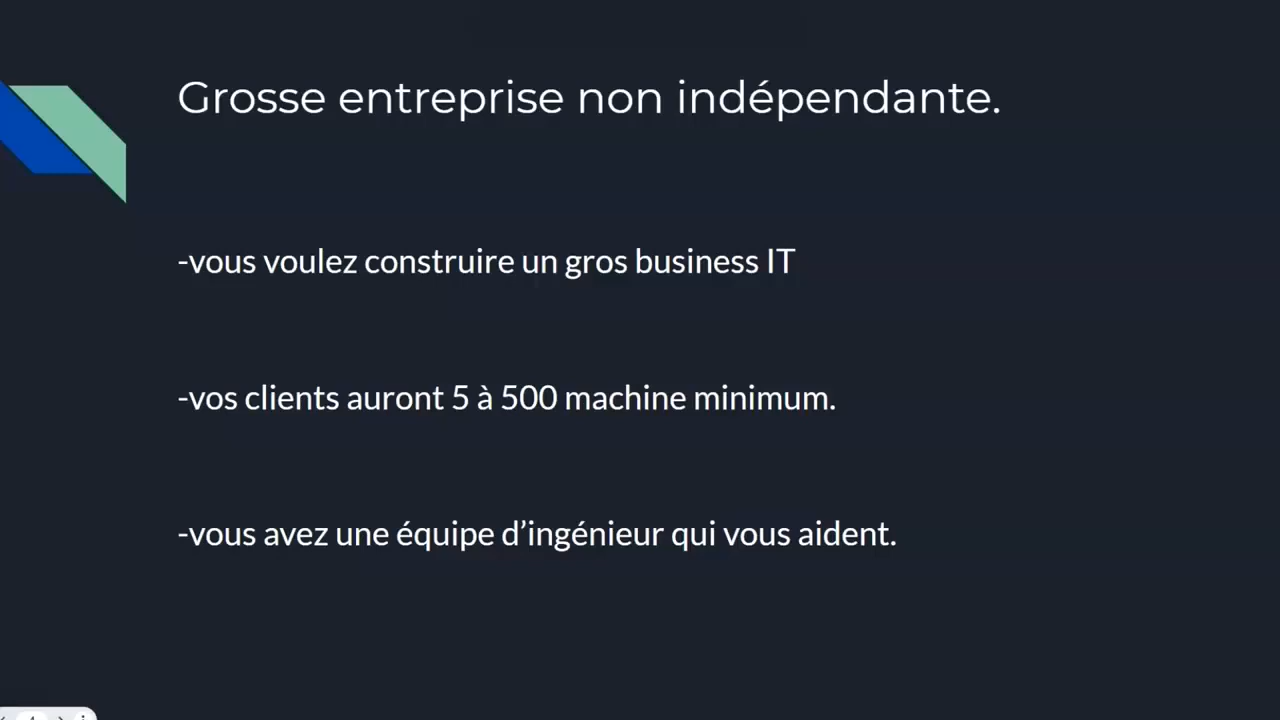 Grosse entreprise non indépendante.
-vous voulez construire un gros business IT
-vos clients auront 5 à 500 machine minimum.
-vous avez une équipe d’ingénieur qui vous aident.